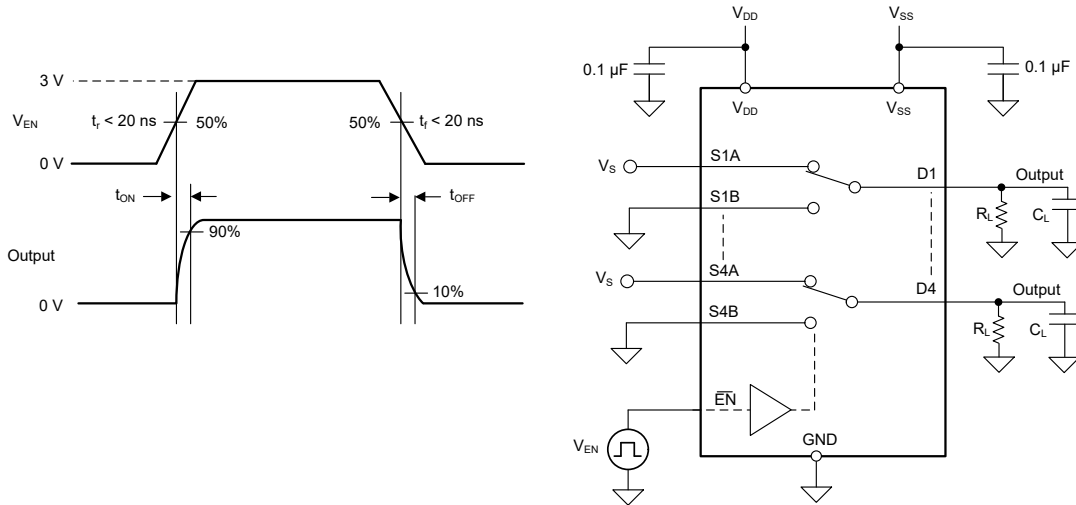 3 V
V_EN
t_r < 20 ns
50%
50%
t_f < 20 ns
0 V
t_ON
t_OFF
90%
Output
10%
0 V
V_DD
V_SS
0.1 µF
0.1 µF
V_DD
V_SS
V_S
S1A
D1
Output
S1B
R_L
C_L
V_S
S4A
D4
Output
S4B
R_L
C_L
E̅N̅
V_EN
GND